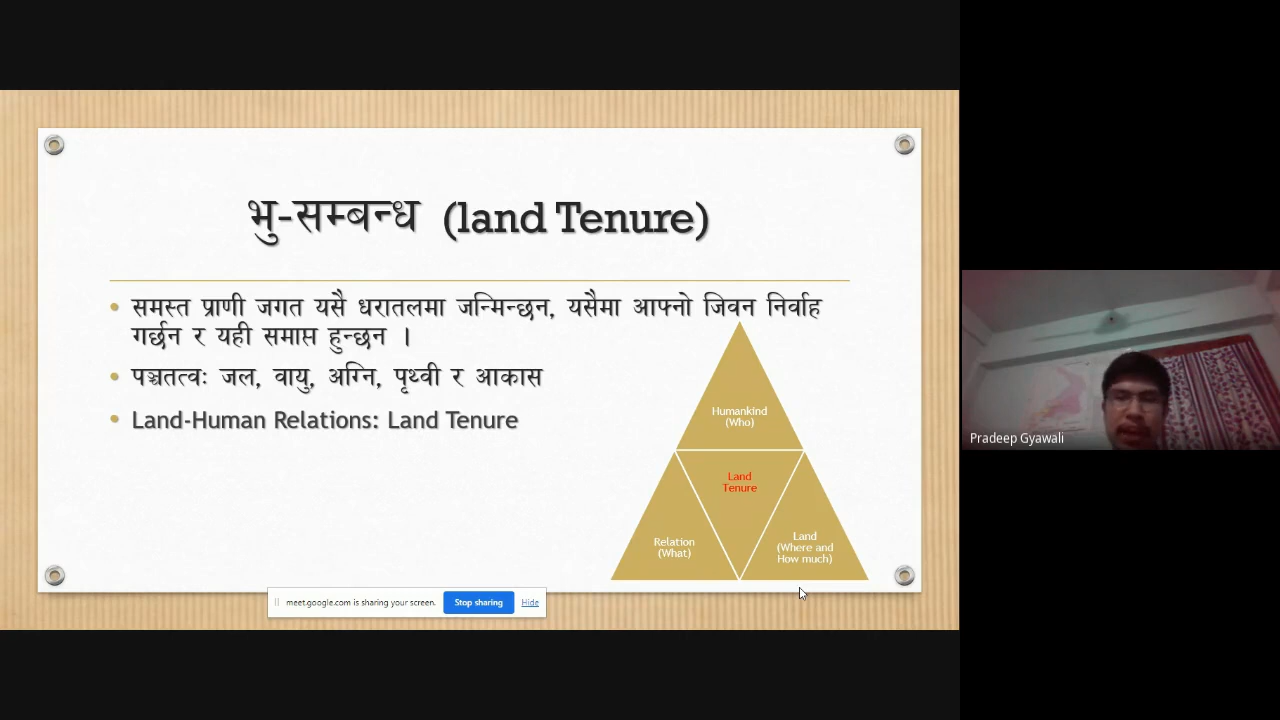 भु-सम्बन्ध (land Tenure)
समस्त प्राणी जगत यसै धरातलमा जन्मिन्छन, यसैमा आफ्नो जिवन निर्वाह
गर्छन र यही समाप्त हुन्छन ।
पञ्चतत्वः जल, वायु, अग्नि, पृथ्वी र आकास
Land-Human Relations: Land Tenure
Humankind
(Who)
Land
Tenure
Relation
(What)
Land
(Where and
How much)
meet.google.com is sharing your screen. Stop sharing Hide
Pradeep Gyawali